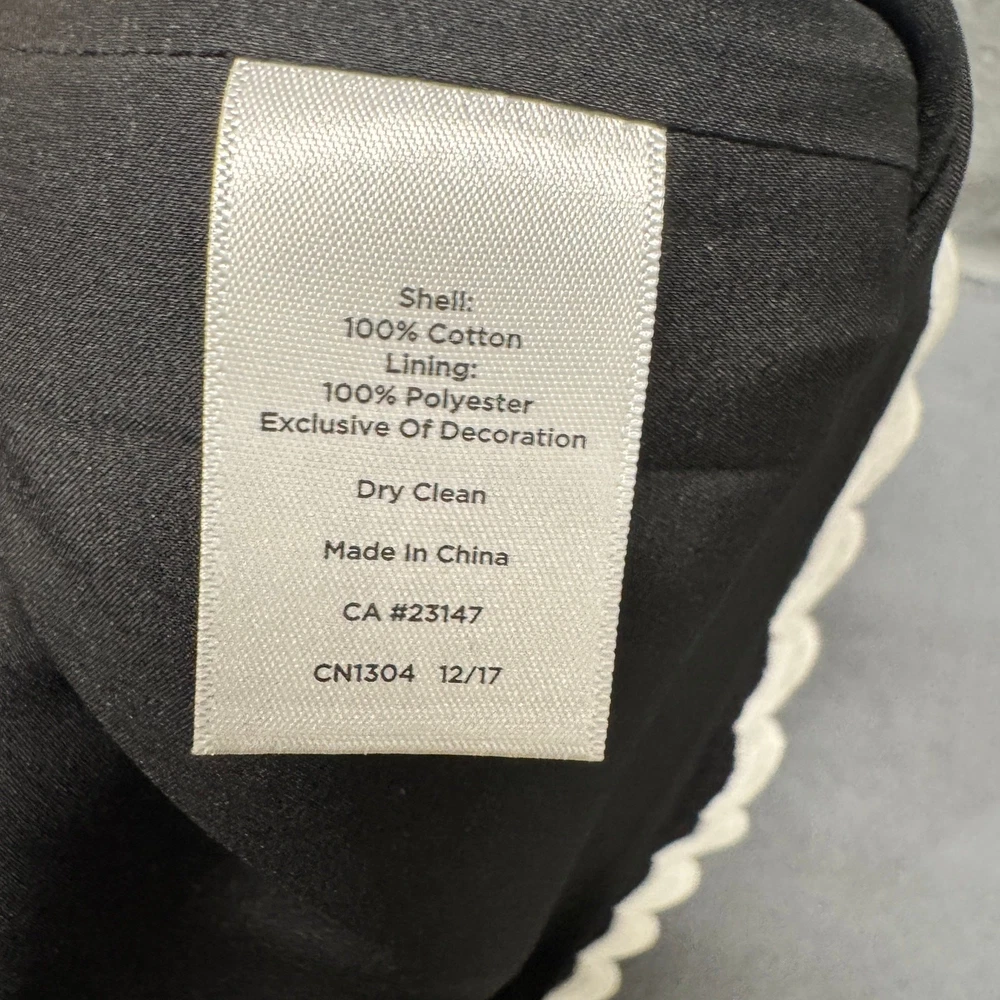 Shell:
100% Cotton
Lining:
100% Polyester
Exclusive Of Decoration
Dry Clean
Made In China
CA #23147
CN1304 12/17